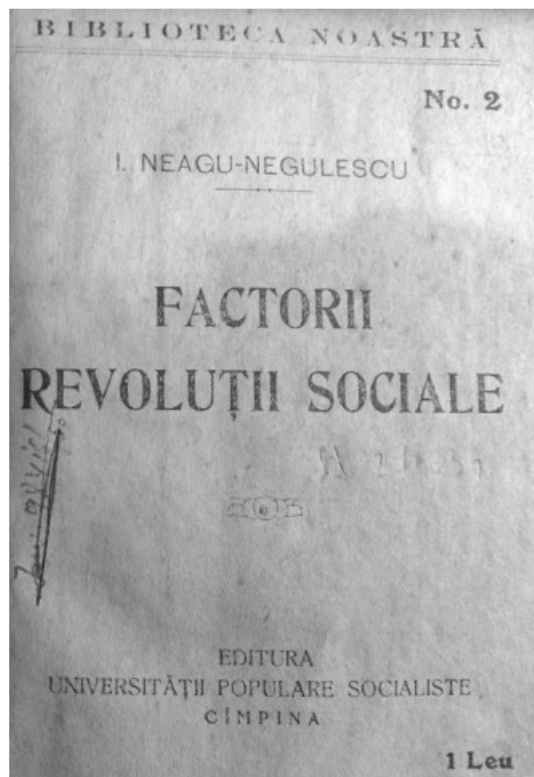 BIBLIOTECA NOASTRĂ
No. 2
I. NEAGU-NEGULESCU
FACTORII
REVOLUȚII SOCIALE
EDITURA
UNIVERSITĂȚII POPULARE SOCIALISTE
CÎMPINA
1 Leu